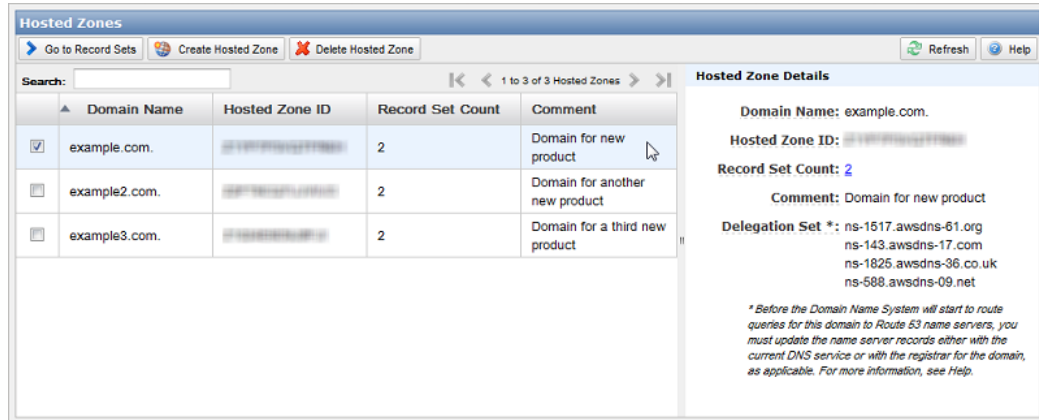 Hosted Zones
Go to Record Sets Create Hosted Zone Delete Hosted Zone Refresh Help
Search: 1 to 3 of 3 Hosted Zones
Domain Name Hosted Zone ID Record Set Count Comment
example.com. 2 Domain for new
product
example2.com. 2 Domain for another
new product
example3.com. 2 Domain for a third new
product
Hosted Zone Details
Domain Name: example.com.
Hosted Zone ID:
Record Set Count: 2
Comment: Domain for new product
Delegation Set *: ns-1517.awsdns-61.org
ns-143.awsdns-17.com
ns-1825.awsdns-36.co.uk
ns-588.awsdns-09.net
* Before the Domain Name System will start to route
queries for this domain to Route 53 name servers, you
must update the name server records either with the
current DNS service or with the registrar for the domain,
as applicable. For more information, see Help.